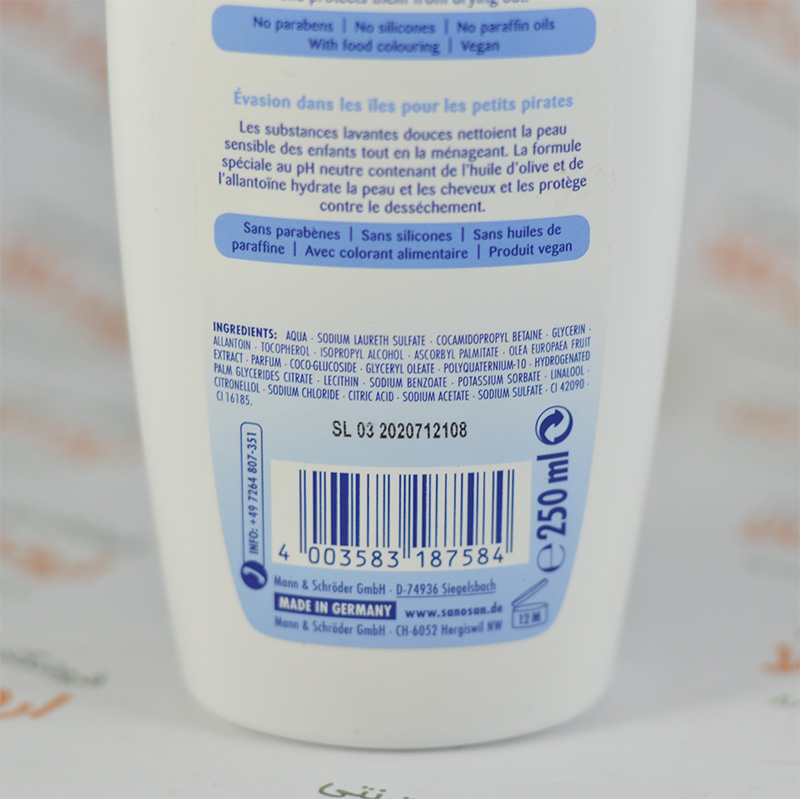 protects them from drying out.
No parabens | No silicones | No paraffin oils
With food colouring | Vegan
Évasion dans les îles pour les petits pirates
Les substances lavantes douces nettoient la peau
sensible des enfants tout en la ménageant. La formule
spéciale au pH neutre contenant de l'huile d'olive et de
l'allantoïne hydrate la peau et les cheveux et les protège
contre le desséchement.
Sans parabènes | Sans silicones | Sans huiles de
paraffine | Avec colorant alimentaire | Produit vegan
INGREDIENTS: AQUA · SODIUM LAURETH SULFATE · COCAMIDOPROPYL BETAINE · GLYCERIN ·
ALLANTOIN · TOCOPHEROL · ISOPROPYL ALCOHOL · ASCORBYL PALMITATE · OLEA EUROPAEA FRUIT
EXTRACT · PARFUM · COCO-GLUCOSIDE · GLYCERYL OLEATE · POLYQUATERNIUM-10 · HYDROGENATED
PALM GLYCERIDES CITRATE · LECITHIN · SODIUM BENZOATE · POTASSIUM SORBATE · LINALOOL ·
CITRONELLOL · SODIUM CHLORIDE · CITRIC ACID · SODIUM ACETATE · SODIUM SULFATE · CI 42090 ·
CI 16185.
SL 03 2020712108
INFO: +49 7264 807-351
4 003583 187584
e 250 ml
Mann & Schröder GmbH · D-74936 Siegelsbach
MADE IN GERMANY www.sanosan.de
Mann & Schröder GmbH · CH-6052 Hergiswil NW
12 M